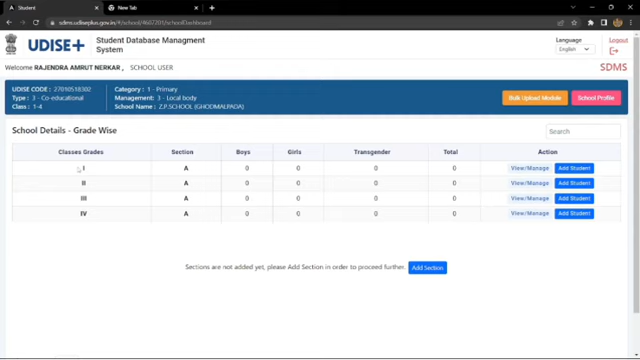 Student
New Tab
sdms.udiseplus.gov.in/#/school/4687201/schoolDashboard
UDISE+
Student Database Managment
System
Language
English
Logout
Welcome RAJENDRA AMRUT NERKAR , SCHOOL USER
SDMS
UDISE CODE : 27010518302
Type : 3 - Co-educational
Class : 1-4
Category : 1 - Primary
Management: 3 - Local body
School Name : Z.P.SCHOOL (GHODMALPADA)
Bulk Upload Module
School Profile
School Details - Grade Wise
Search
Classes Grades Section Boys Girls Transgender Total Action
I A 0 0 0 0 View/Manage Add Student
II A 0 0 0 0 View/Manage Add Student
III A 0 0 0 0 View/Manage Add Student
IV A 0 0 0 0 View/Manage Add Student
Sections are not added yet, please Add Section in order to proceed further. Add Section